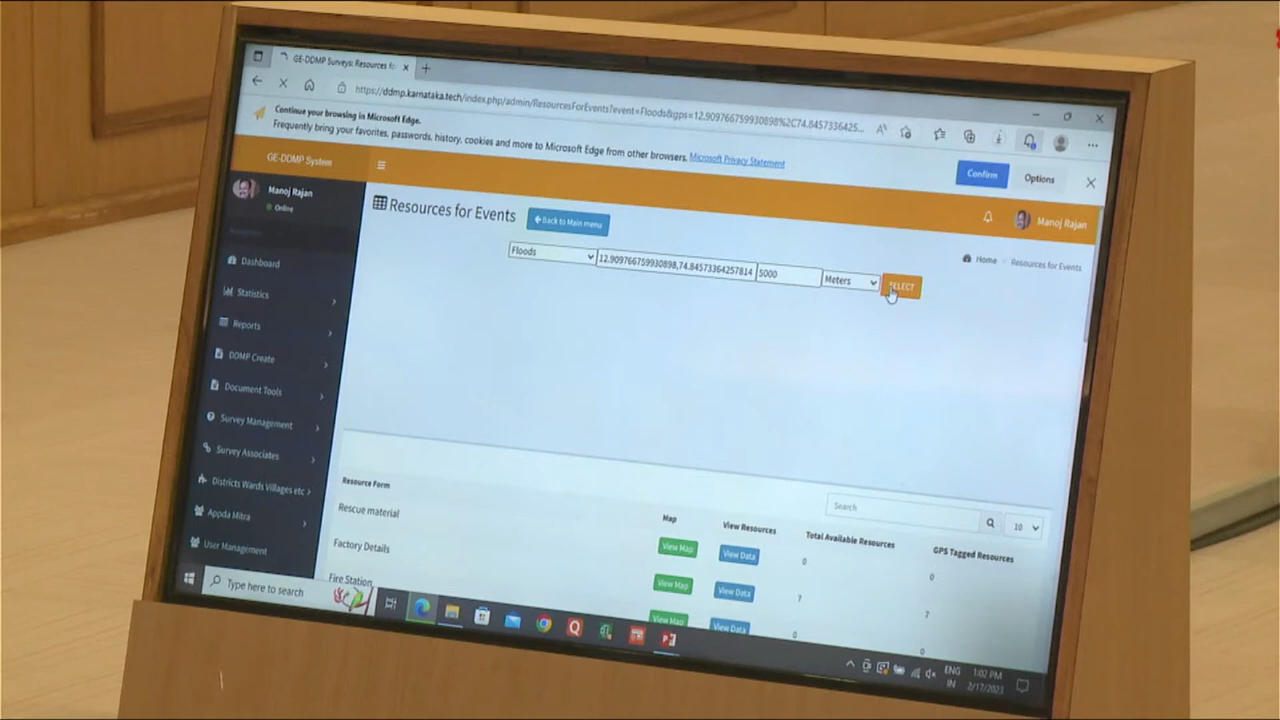 GE-DDMP Surveys: Resources fo
https://ddmp.karnataka.tech/index.php/admin/ResourcesForEvents?event=Floods&gps=12.909766759930898%2C74.8457336425...
Continue your browsing in Microsoft Edge.
Frequently bring your favorites, passwords, history, cookies and more to Microsoft Edge from other browsers. Microsoft Privacy Statement
Confirm
Options
GE-DDMP System
Manoj Rajan
Online
Manoj Rajan
Resources for Events
Back to Main menu
Home
Resources for Events
Floods
12.909766759930898,74.84573364257814
5000
Meters
SELECT
Navigation
Dashboard
Statistics
Reports
DDMP Create
Document Tools
Survey Management
Survey Associates
Districts Wards Villages etc
Appda Mitra
User Management
Search
10
Resource Form
Map
View Resources
Total Available Resources
GPS Tagged Resources
Rescue material
View Map
View Data
0
0
Factory Details
View Map
View Data
7
7
Fire Station
View Map
View Data
0
0
Type here to search
ENG
IN
1:02 PM
2/17/2023